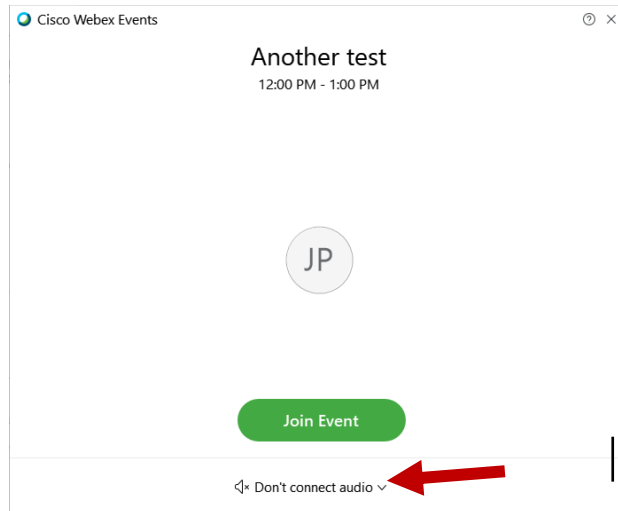 Cisco Webex Events
Another test
12:00 PM - 1:00 PM
JP
Join Event
Don't connect audio